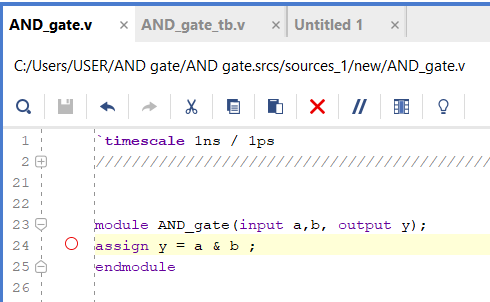 AND_gate.v × AND_gate_tb.v × Untitled 1 ×
C:/Users/USER/AND gate/AND gate.srcs/sources_1/new/AND_gate.v
1 `timescale 1ns / 1ps
2 ////////////////////////////////////////////
21
22
23 module AND_gate(input a,b, output y);
24 assign y = a & b ;
25 endmodule
26